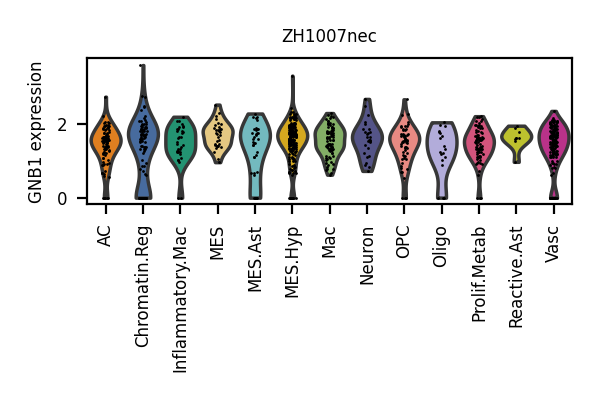 ZH1007nec
GNB1 expression
2
0
AC
Chromatin.Reg
Inflammatory.Mac
MES
MES.Ast
MES.Hyp
Mac
Neuron
OPC
Oligo
Prolif.Metab
Reactive.Ast
Vasc